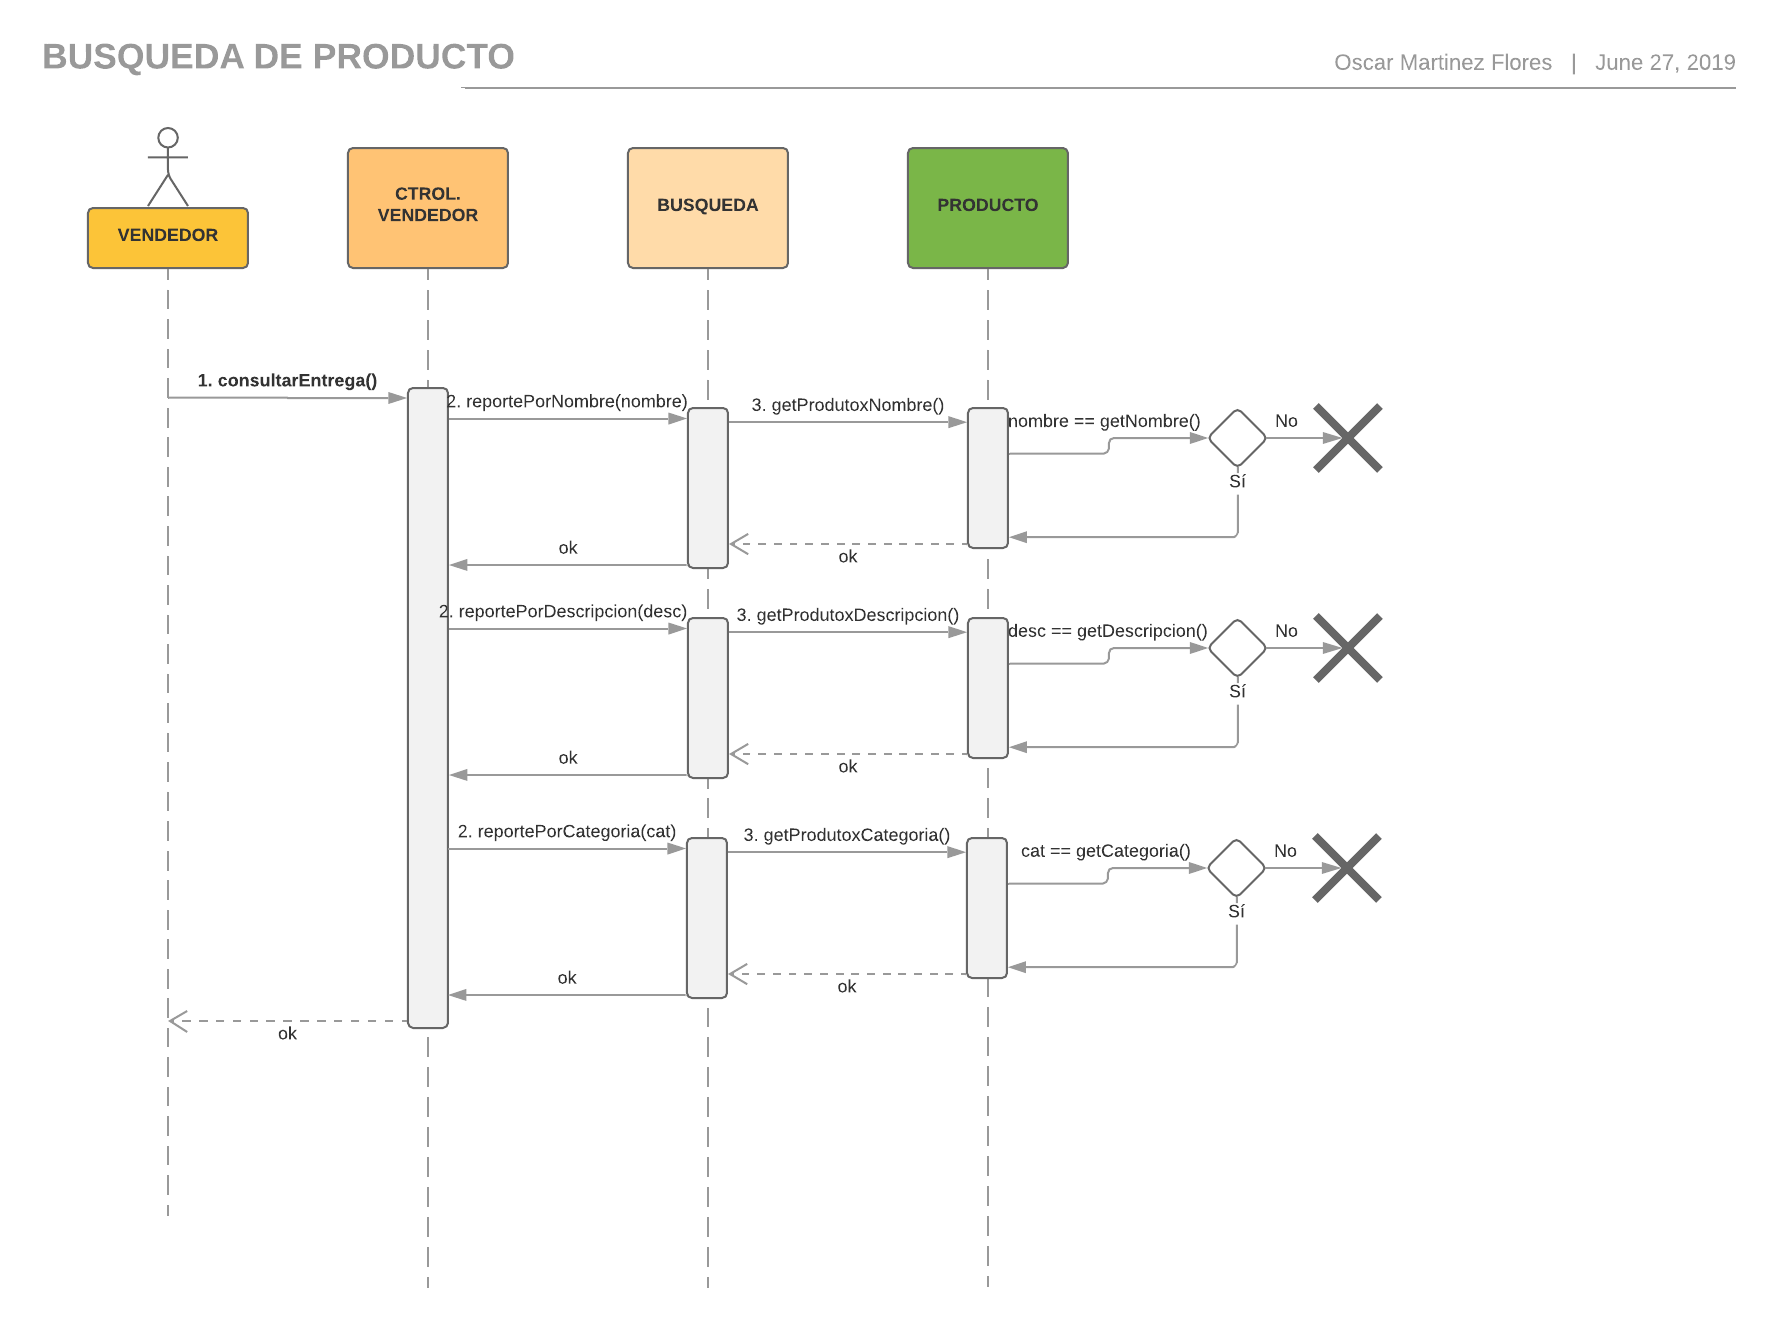 BUSQUEDA DE PRODUCTO
Oscar Martinez Flores | June 27, 2019
VENDEDOR
CTROL.
VENDEDOR
BUSQUEDA
PRODUCTO
1. consultarEntrega()
2. reportePorNombre(nombre)
3. getProdutoxNombre()
nombre == getNombre()
No
Sí
ok
ok
2. reportePorDescripcion(desc)
3. getProdutoxDescripcion()
desc == getDescripcion()
No
Sí
ok
ok
2. reportePorCategoria(cat)
3. getProdutoxCategoria()
cat == getCategoria()
No
Sí
ok
ok
ok